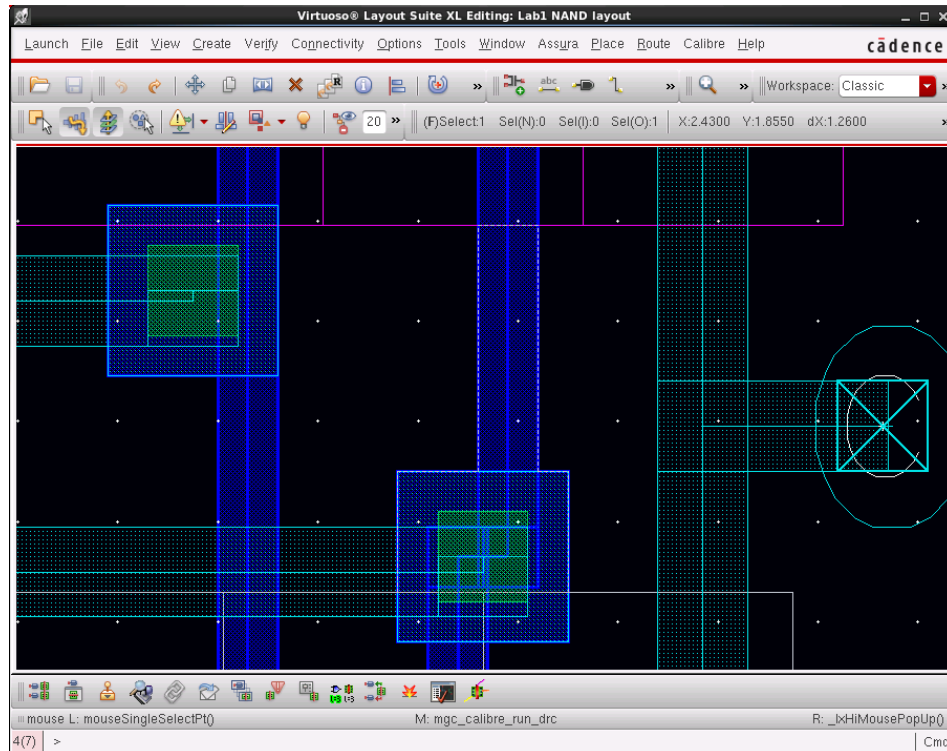 Virtuoso® Layout Suite XL Editing: Lab1 NAND layout
Launch File Edit View Create Verify Connectivity Options Tools Window Assura Place Route Calibre Help cādence
R abc » » » Workspace: Classic »
20 » (F)Select:1 Sel(N):0 Sel(I):0 Sel(O):1 X:2.4300 Y:1.8550 dX:1.2600 »
mouse L: mouseSingleSelectPt() M: mgc_calibre_run_drc R: _lxHiMousePopUp()
4(7) > Cmd